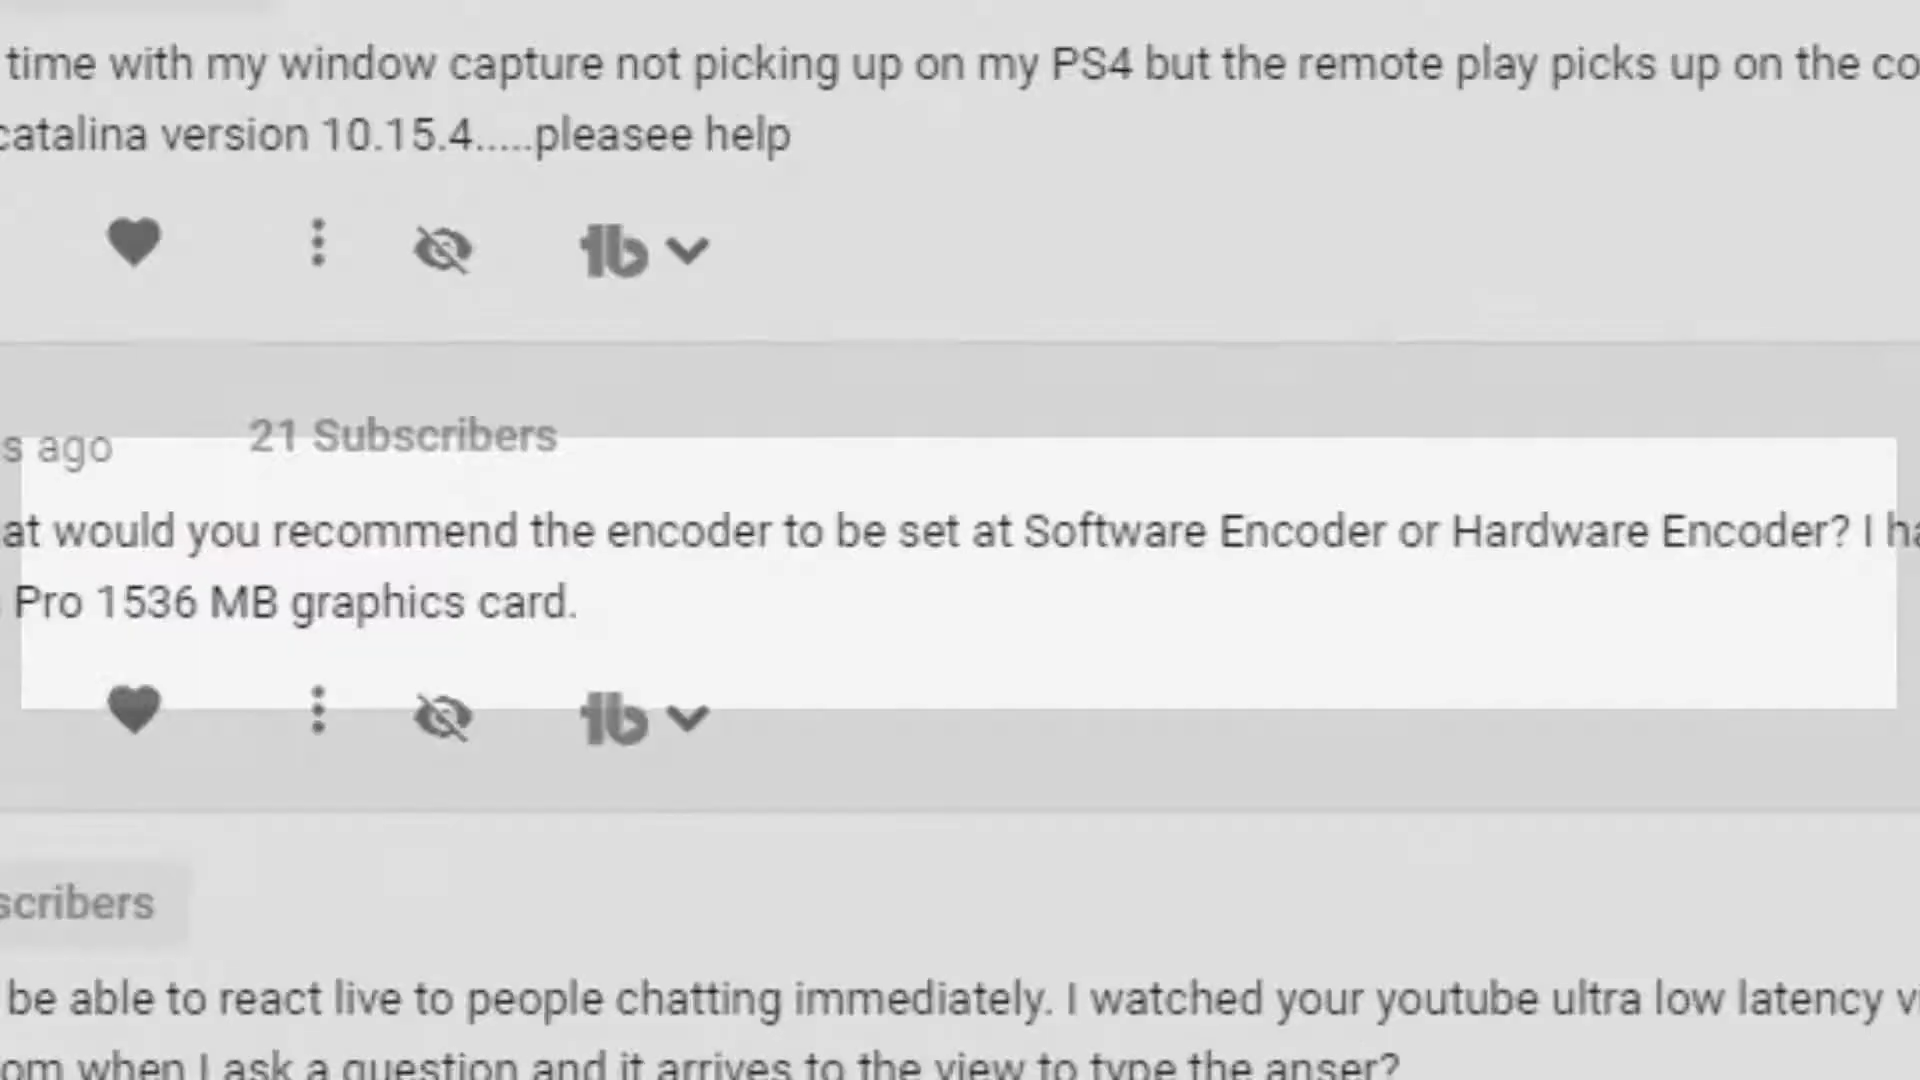 time with my window capture not picking up on my PS4 but the remote play picks up on the co
catalina version 10.15.4.....pleasee help
s ago 21 Subscribers
at would you recommend the encoder to be set at Software Encoder or Hardware Encoder? I ha
Pro 1536 MB graphics card.
scribers
be able to react live to people chatting immediately. I watched your youtube ultra low latency v
om when I ask a question and it arrives to the view to type the anser?